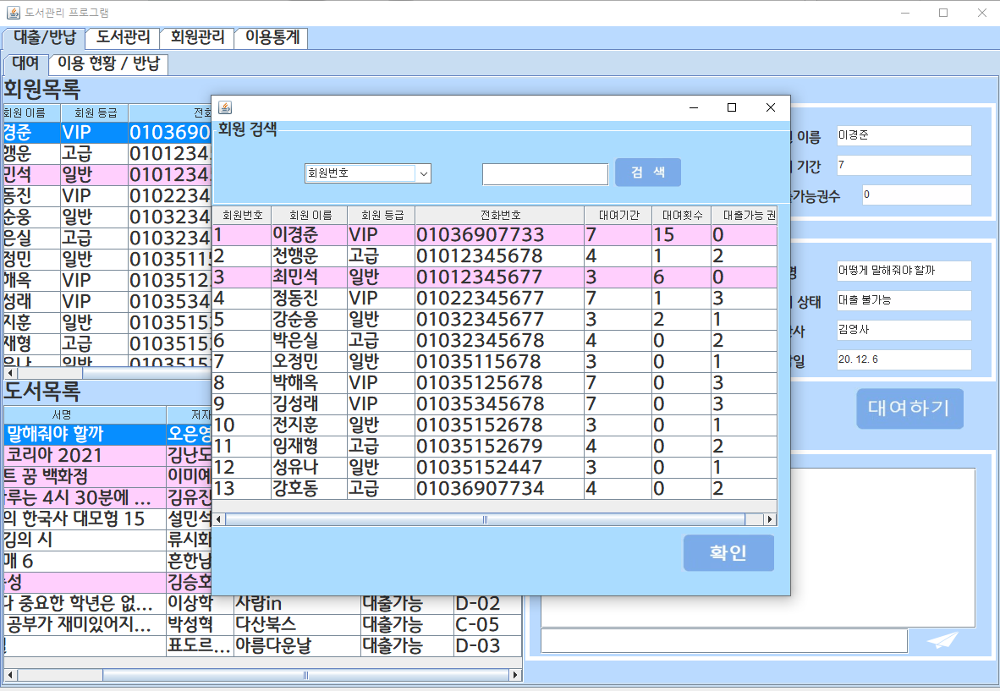 도서관리 프로그램
대출/반납 도서관리 회원관리 이용통계
대여 이용 현황 / 반납
회원목록
회원 이름 회원 등급
경준 VIP 0103690
행운 고급 0101234
민석 일반 0101234
동진 VIP 0102234
순웅 일반 0103234
은실 고급 0103234
정민 일반 0103511
해옥 VIP 0103512
성래 VIP 0103534
지훈 일반 0103515
재형 고급 0103515
유나 일반 0103515
도서목록
서명 저자
말해줘야 할까 오은영
코리아 2021 김난도
트 꿈 백화점 이미예
루는 4시 30분에 ... 김유진
의 한국사 대모험 15 설민석
김의 시 류시화
매 6 흔한남
성 김승호
다 중요한 학년은 없... 이상학 사람in 대출가능 D-02
공부가 재미있어지... 박성혁 다산북스 대출가능 C-05
표도르... 아름다운날 대출가능 D-03
회원 검색
회원번호 검 색
회원번호 회원 이름 회원 등급 전화번호 대여기간 대여횟수 대출가능 권
1 이경준 VIP 01036907733 7 15 0
2 천행운 고급 01012345678 4 1 2
3 최민석 일반 01012345677 3 6 0
4 정동진 VIP 01022345677 7 1 3
5 강순웅 일반 01032345677 3 2 1
6 박은실 고급 01032345678 4 0 2
7 오정민 일반 01035115678 3 0 1
8 박해옥 VIP 01035125678 7 0 3
9 김성래 VIP 01035345678 7 0 3
10 전지훈 일반 01035152678 3 0 1
11 임재형 고급 01035152679 4 0 2
12 성유나 일반 01035152447 3 0 1
13 강호동 고급 01036907734 4 0 2
확인
이름 이경준
기간 7
가능권수 0
명 어떻게 말해줘야 할까
상태 대출 불가능
사 김영사
일 20. 12. 6
대여하기